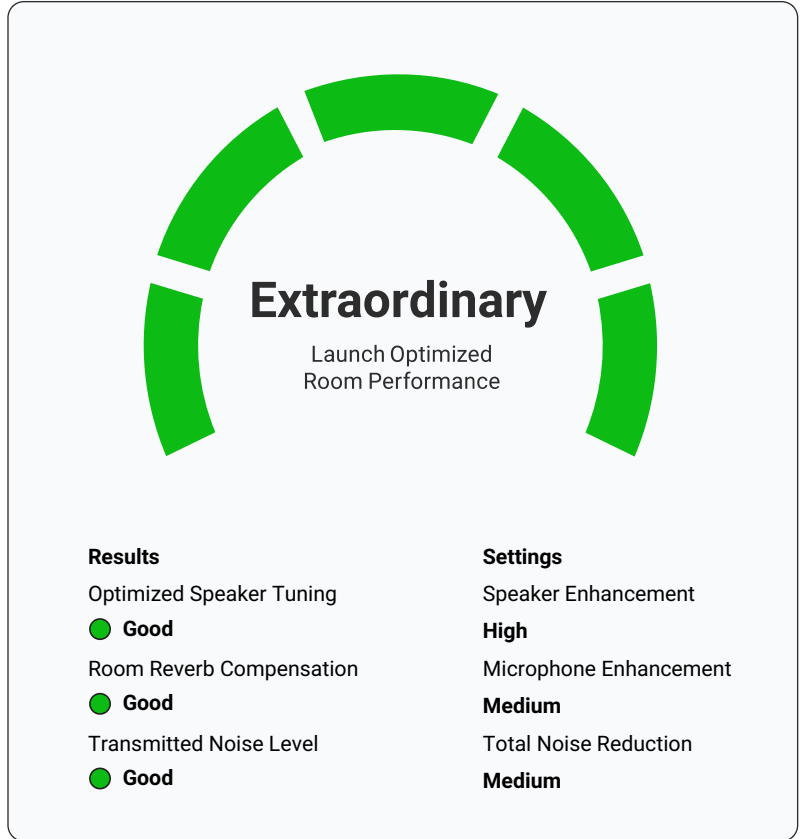 Extraordinary
Launch Optimized
Room Performance
Results
Optimized Speaker Tuning
Good
Room Reverb Compensation
Good
Transmitted Noise Level
Good
Settings
Speaker Enhancement
High
Microphone Enhancement
Medium
Total Noise Reduction
Medium